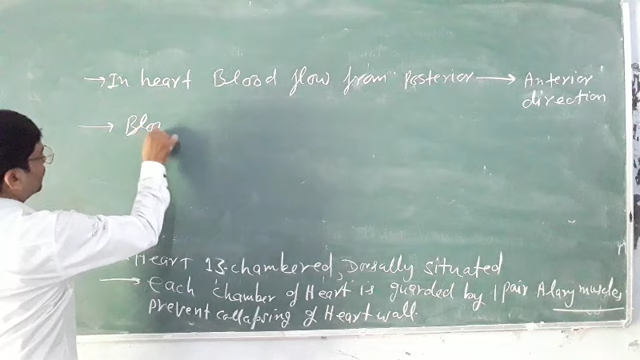 → In heart Blood flow from Posterior → Anterior
direction
→ Bloo
Heart 13-chambered, Dorsally situated
→ Each chamber of Heart is guarded by 1 pair Alary muscles
prevent collapsing of Heart wall.